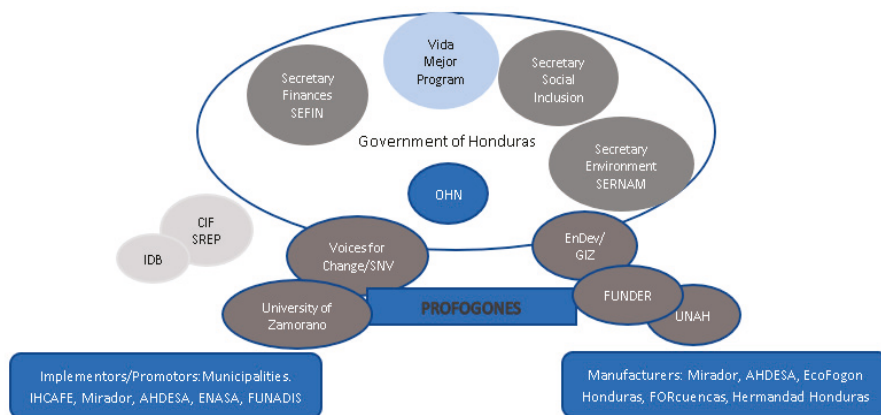 Vida
Mejor
Program
Secretary
Finances
SEFIN
Secretary
Social
Inclusion
Government of Honduras
Secretary
Environment
SERNAM
OHN
CIF
SREP
IDB
Voices for
Change/SNV
EnDev/
GIZ
University of
Zamorano
PROFOGONES
FUNDER
UNAH
Implementors/Promotors: Municipalities.
IHCAFE, Mirador, AHDESA, ENASA, FUNADIS
Manufacturers: Mirador, AHDESA, EcoFogon
Honduras, FORcuencas, Hermandad Honduras